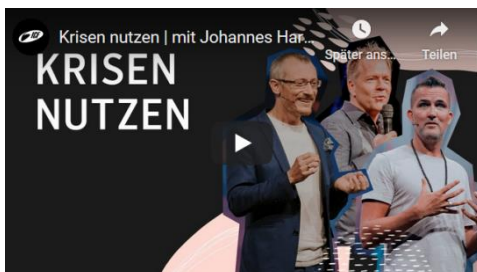 Krisen nutzen | mit Johannes Har...
Später ans...
Teilen
KRISEN
NUTZEN